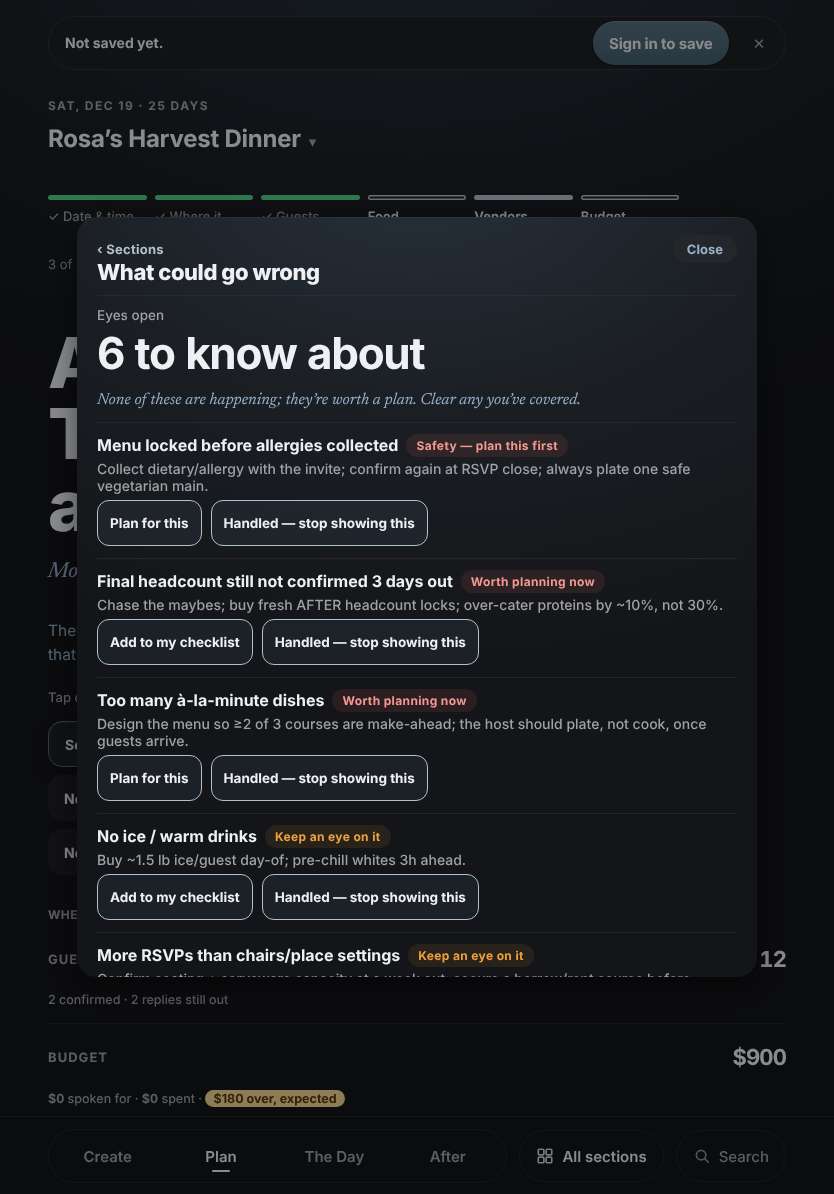 Not saved yet.
Sign in to save
×
SAT, DEC 19 · 25 DAYS
Rosa’s Harvest Dinner ▾
✓ Date & time ✓ Where it ✓ Guests Food Vendors Budget
3 of
‹ Sections
Close
What could go wrong
Eyes open
6 to know about
None of these are happening; they’re worth a plan. Clear any you’ve covered.
Menu locked before allergies collected Safety — plan this first
Collect dietary/allergy with the invite; confirm again at RSVP close; always plate one safe
vegetarian main.
Plan for this Handled — stop showing this
Final headcount still not confirmed 3 days out Worth planning now
Chase the maybes; buy fresh AFTER headcount locks; over-cater proteins by ~10%, not 30%.
Add to my checklist Handled — stop showing this
Too many à-la-minute dishes Worth planning now
Design the menu so ≥2 of 3 courses are make-ahead; the host should plate, not cook, once
guests arrive.
Plan for this Handled — stop showing this
No ice / warm drinks Keep an eye on it
Buy ~1.5 lb ice/guest day-of; pre-chill whites 3h ahead.
Add to my checklist Handled — stop showing this
More RSVPs than chairs/place settings Keep an eye on it
12
2 confirmed · 2 replies still out
BUDGET
$900
$0 spoken for · $0 spent · $180 over, expected
Create Plan The Day After All sections Search